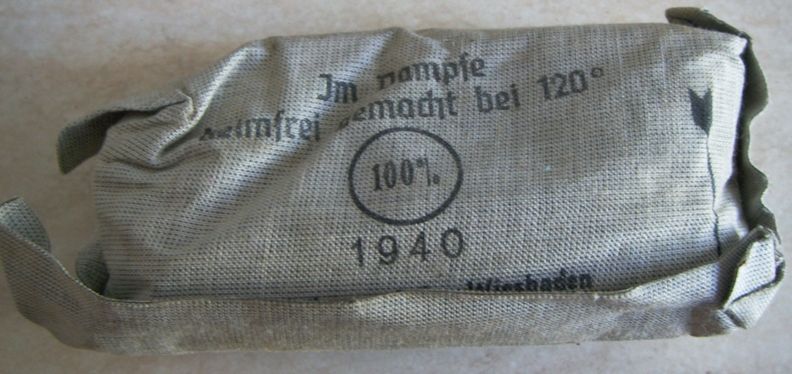 Im Dampfe
keimfrei gemacht bei 120°
100%
1940
Wiesbaden